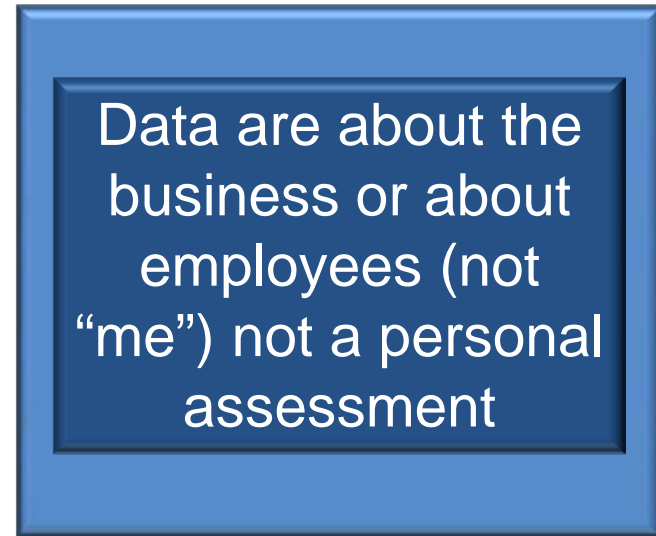 Data are about the
business or about
employees (not
“me”) not a personal
assessment